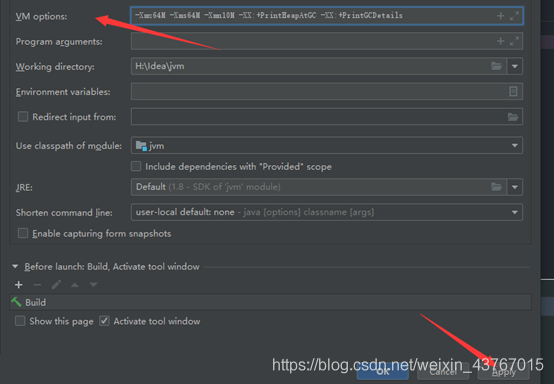 VM options: -Xmx64M -Xms64M -Xmn10M -XX:+PrintHeapAtGC -XX:+PrintGCDetails
Program arguments:
Working directory: H:\Idea\jvm
Environment variables:
Redirect input from:
Use classpath of module: jvm
Include dependencies with "Provided" scope
JRE: Default (1.8 - SDK of 'jvm' module)
Shorten command line: user-local default: none - java [options] classname [args]
Enable capturing form snapshots
Before launch: Build, Activate tool window
Build
Show this page Activate tool window
OK Cancel Apply
https://blog.csdn.net/weixin_43767015